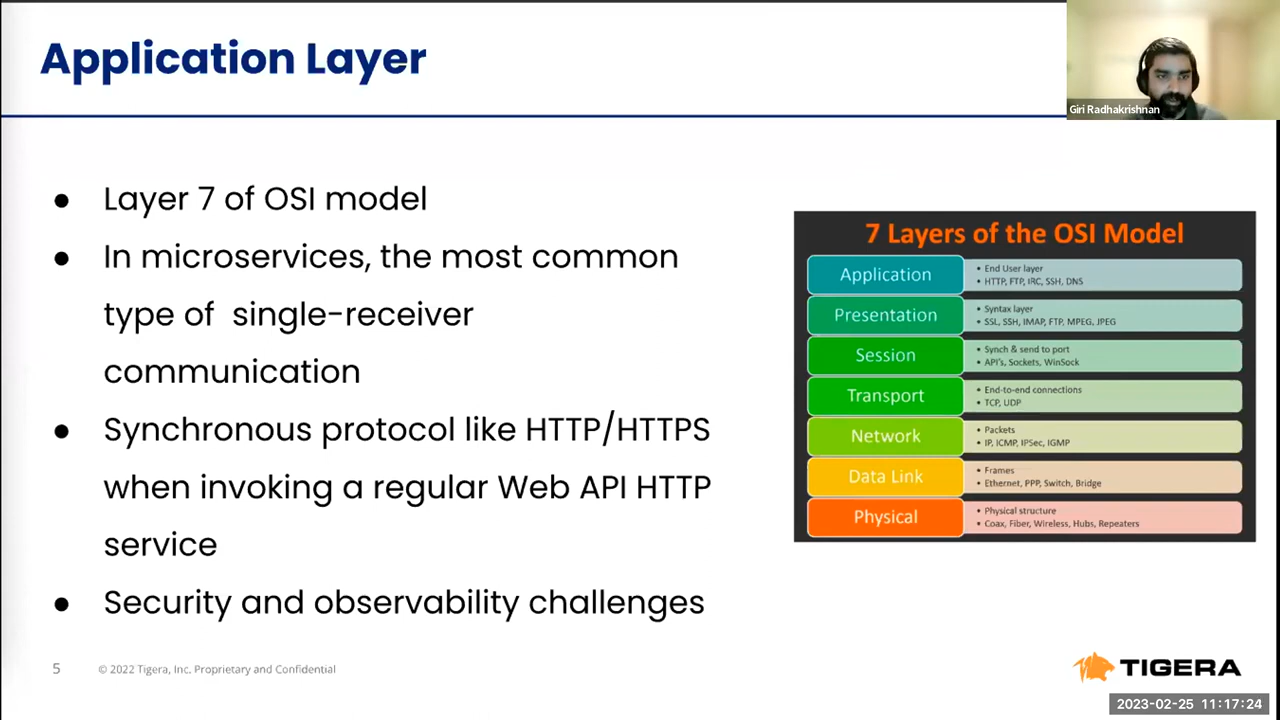 Application Layer
Giri Radhakrishnan
● Layer 7 of OSI model
● In microservices, the most common
type of single-receiver
communication
● Synchronous protocol like HTTP/HTTPS
when invoking a regular Web API HTTP
service
● Security and observability challenges
7 Layers of the OSI Model
Application
• End User layer
• HTTP, FTP, IRC, SSH, DNS
Presentation
• Syntax layer
• SSL, SSH, IMAP, FTP, MPEG, JPEG
Session
• Synch & send to port
• API's, Sockets, WinSock
Transport
• End-to-end connections
• TCP, UDP
Network
• Packets
• IP, ICMP, IPSec, IGMP
Data Link
• Frames
• Ethernet, PPP, Switch, Bridge
Physical
• Physical structure
• Coax, Fiber, Wireless, Hubs, Repeaters
5
© 2022 Tigera, Inc. Proprietary and Confidential
TIGERA
2023-02-25 11:17:24